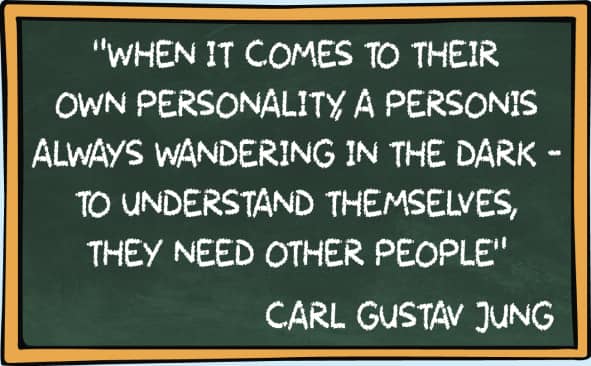 "WHEN IT COMES TO THEIR
OWN PERSONALITY, A PERSONIS
ALWAYS WANDERING IN THE DARK -
TO UNDERSTAND THEMSELVES,
THEY NEED OTHER PEOPLE"
CARL GUSTAV JUNG